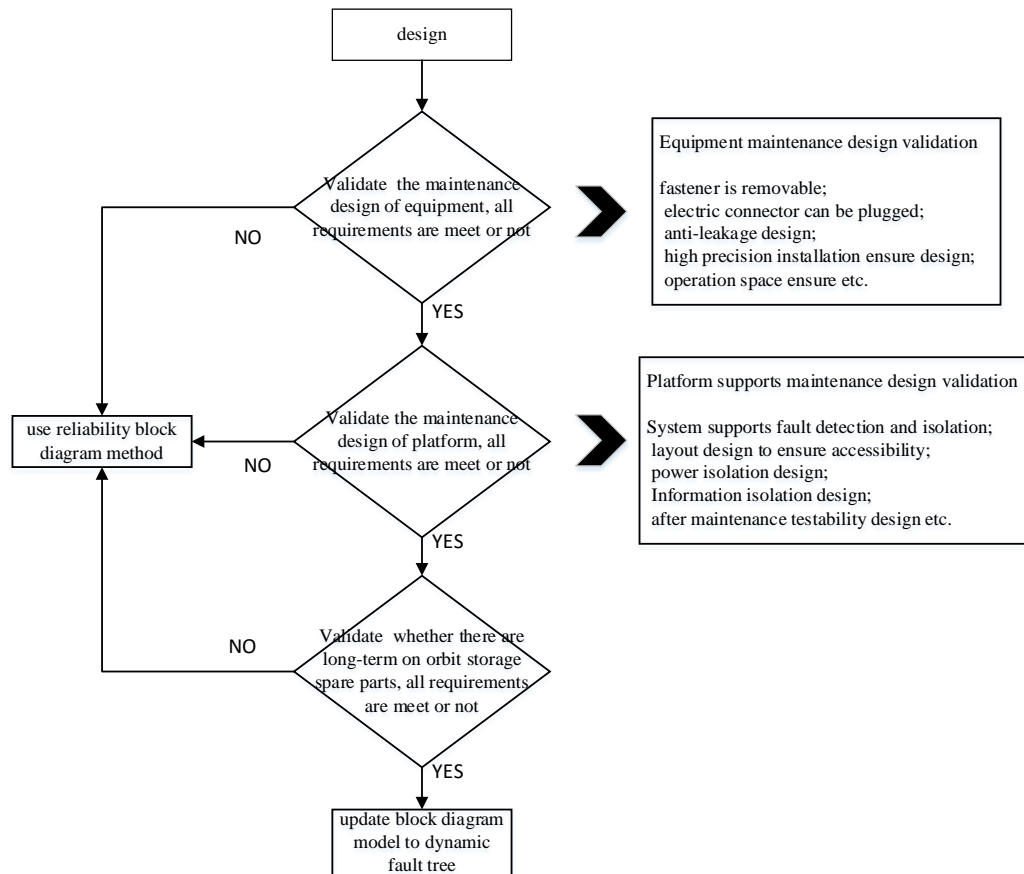 design
Validate the maintenance
design of equipment, all
requirements are meet or not
NO
YES
Equipment maintenance design validation
fastener is removable;
electric connector can be plugged;
anti-leakage design;
high precision installation ensure design;
operation space ensure etc.
Validate the maintenance
design of platform, all
requirements are meet or not
NO
YES
use reliability block
diagram method
Platform supports maintenance design validation
System supports fault detection and isolation;
layout design to ensure accessibility;
power isolation design;
Information isolation design;
after maintenance testability design etc.
Validate whether there are
long-term on orbit storage
spare parts, all requirements
are meet or not
NO
YES
update block diagram
model to dynamic
fault tree